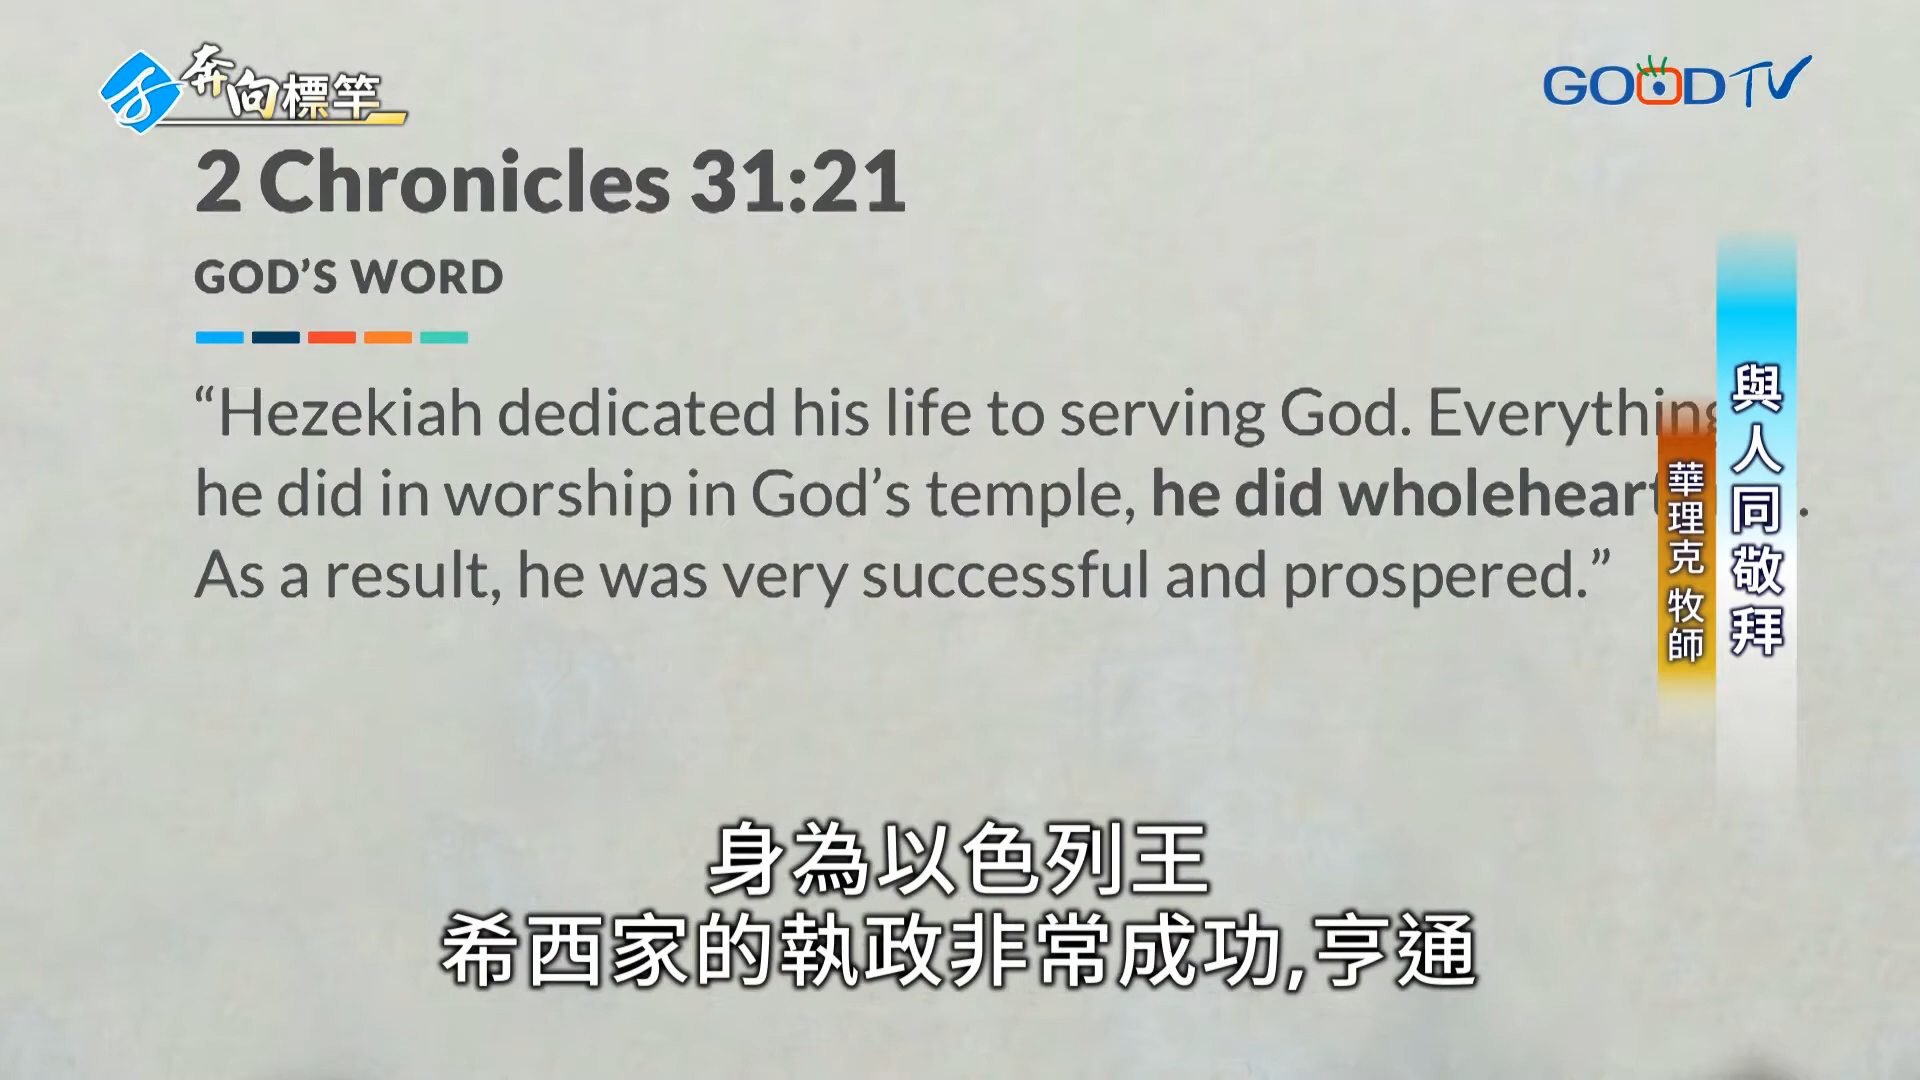 奔向標竿
GOODTV
2 Chronicles 31:21
GOD’S WORD
“Hezekiah dedicated his life to serving God. Everything
he did in worship in God’s temple, he did wholeheart .
As a result, he was very successful and prospered.”
與人同敬拜
華理克 牧師
身為以色列王
希西家的執政非常成功,亨通